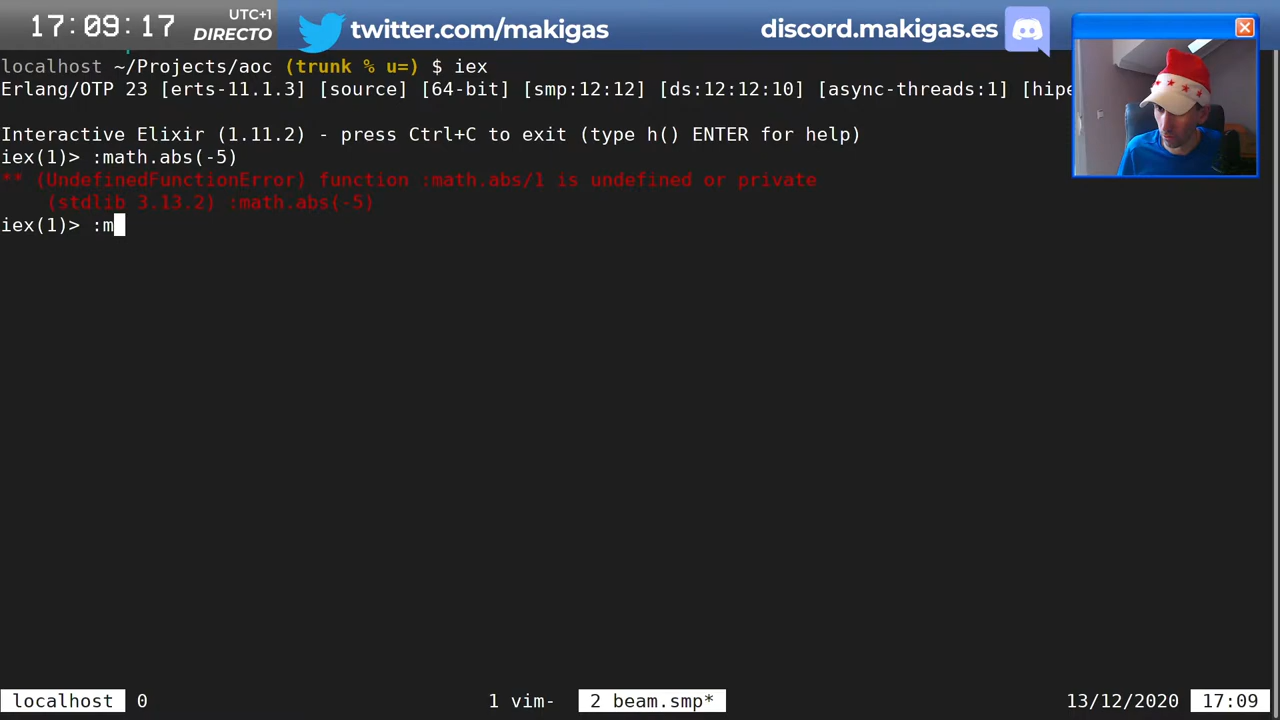 17:09:17
UTC+1
DIRECTO
twitter.com/makigas
discord.makigas.es
localhost ~/Projects/aoc (trunk % u=) $ iex
Erlang/OTP 23 [erts-11.1.3] [source] [64-bit] [smp:12:12] [ds:12:12:10] [async-threads:1] [hipe
Interactive Elixir (1.11.2) - press Ctrl+C to exit (type h() ENTER for help)
iex(1)> :math.abs(-5)
** (UndefinedFunctionError) function :math.abs/1 is undefined or private
    (stdlib 3.13.2) :math.abs(-5)
iex(1)> :m
localhost 0 1 vim- 2 beam.smp* 13/12/2020 17:09